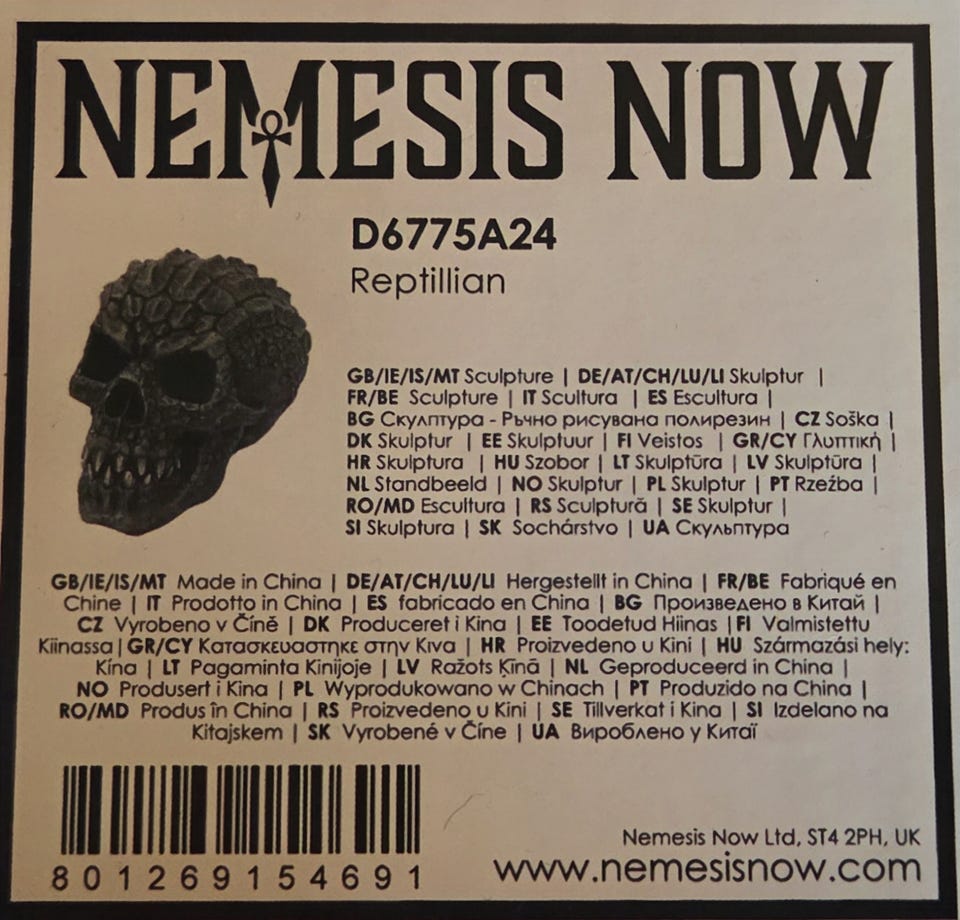 NEMESIS NOW
D6775A24
Reptillian
GB/IE/IS/MT Sculpture | DE/AT/CH/LU/LI Skulptur |
FR/BE Sculpture | IT Scultura | ES Escultura |
BG Скулптура - Ръчно рисувана полирезин | CZ Soška |
DK Skulptur | EE Skulptuur | FI Veistos | GR/CY Γλυπτική |
HR Skulptura | HU Szobor | LT Skulptūra | LV Skulptūra |
NL Standbeeld | NO Skulptur | PL Skulptur | PT Rzeźba |
RO/MD Escultura | RS Sculptură | SE Skulptur |
SI Skulptura | SK Sochárstvo | UA Скульптура
GB/IE/IS/MT Made in China | DE/AT/CH/LU/LI Hergestellt in China | FR/BE Fabriqué en
Chine | IT Prodotto in China | ES fabricado en China | BG Произведено в Китай |
CZ Vyrobeno v Číně | DK Produceret i Kina | EE Toodetud Hiinas | FI Valmistettu
Kiinassa | GR/CY Κατασκευαστηκε στην Κινα | HR Proizvedeno u Kini | HU Származási hely:
Kína | LT Pagaminta Kinijoje | LV Ražots Ķīnā | NL Geproduceerd in China |
NO Produsert i Kina | PL Wyprodukowano w Chinach | PT Produzido na China |
RO/MD Produs în China | RS Proizvedeno u Kini | SE Tillverkat i Kina | SI Izdelano na
Kitajskem | SK Vyrobené v Číne | UA Вироблено у Китаї
801269154691
Nemesis Now Ltd, ST4 2PH, UK
www.nemesisnow.com